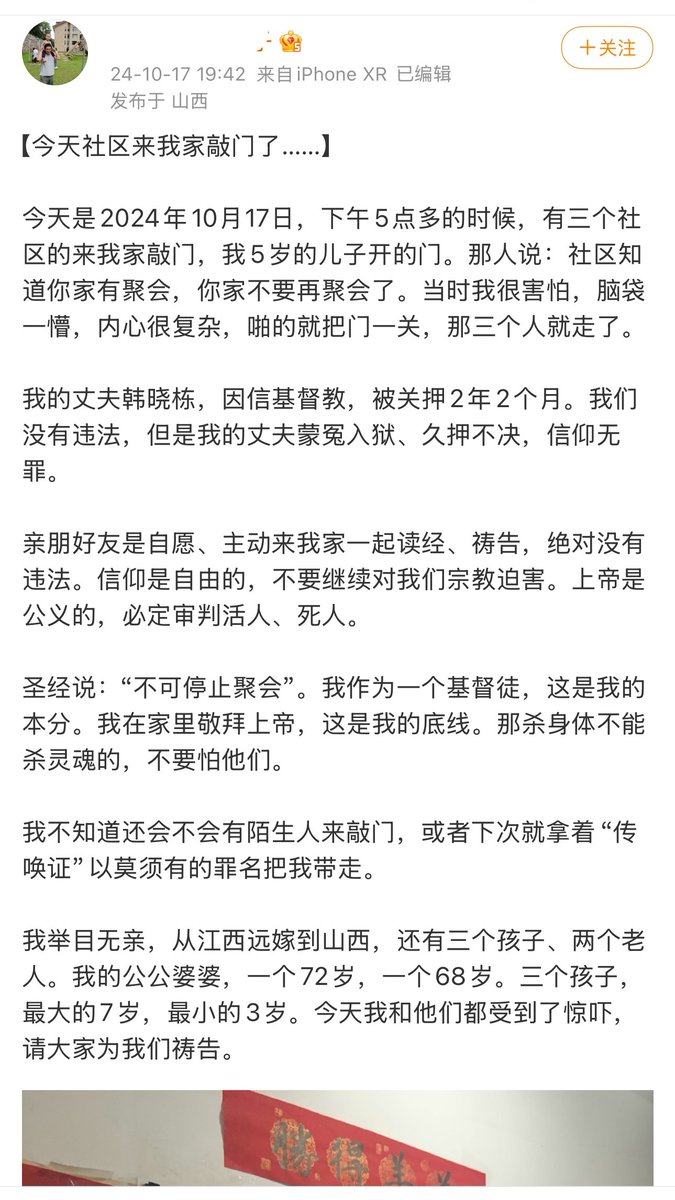 24-10-17 19:42 来自iPhone XR 已编辑
发布于 山西
＋关注
【今天社区来我家敲门了......】
今天是2024年10月17日，下午5点多的时候，有三个社
区的来我家敲门，我5岁的儿子开的门。那人说：社区知
道你家有聚会，你家不要再聚会了。当时我很害怕，脑袋
一懵，内心很复杂，啪的就把门一关，那三个人就走了。
我的丈夫韩晓栋，因信基督教，被关押2年2个月。我们
没有违法，但是我的丈夫蒙冤入狱、久押不决，信仰无
罪。
亲朋好友是自愿、主动来我家一起读经、祷告，绝对没有
违法。信仰是自由的，不要继续对我们宗教迫害。上帝是
公义的，必定审判活人、死人。
圣经说：“不可停止聚会”。我作为一个基督徒，这是我的
本分。我在家里敬拜上帝，这是我的底线。那杀身体不能
杀灵魂的，不要怕他们。
我不知道还会不会有陌生人来敲门，或者下次就拿着“传
唤证”以莫须有的罪名把我带走。
我举目无亲，从江西远嫁到山西，还有三个孩子、两个老
人。我的公公婆婆，一个72岁，一个68岁。三个孩子，
最大的7岁，最小的3岁。今天我和他们都受到了惊吓，
请大家为我们祷告。